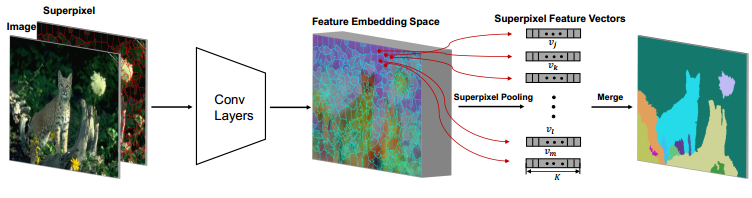 Superpixel
Image
Conv
Layers
Feature Embedding Space
Superpixel Feature Vectors
v_j
v_k
Superpixel Pooling
v_l
v_m
K
Merge